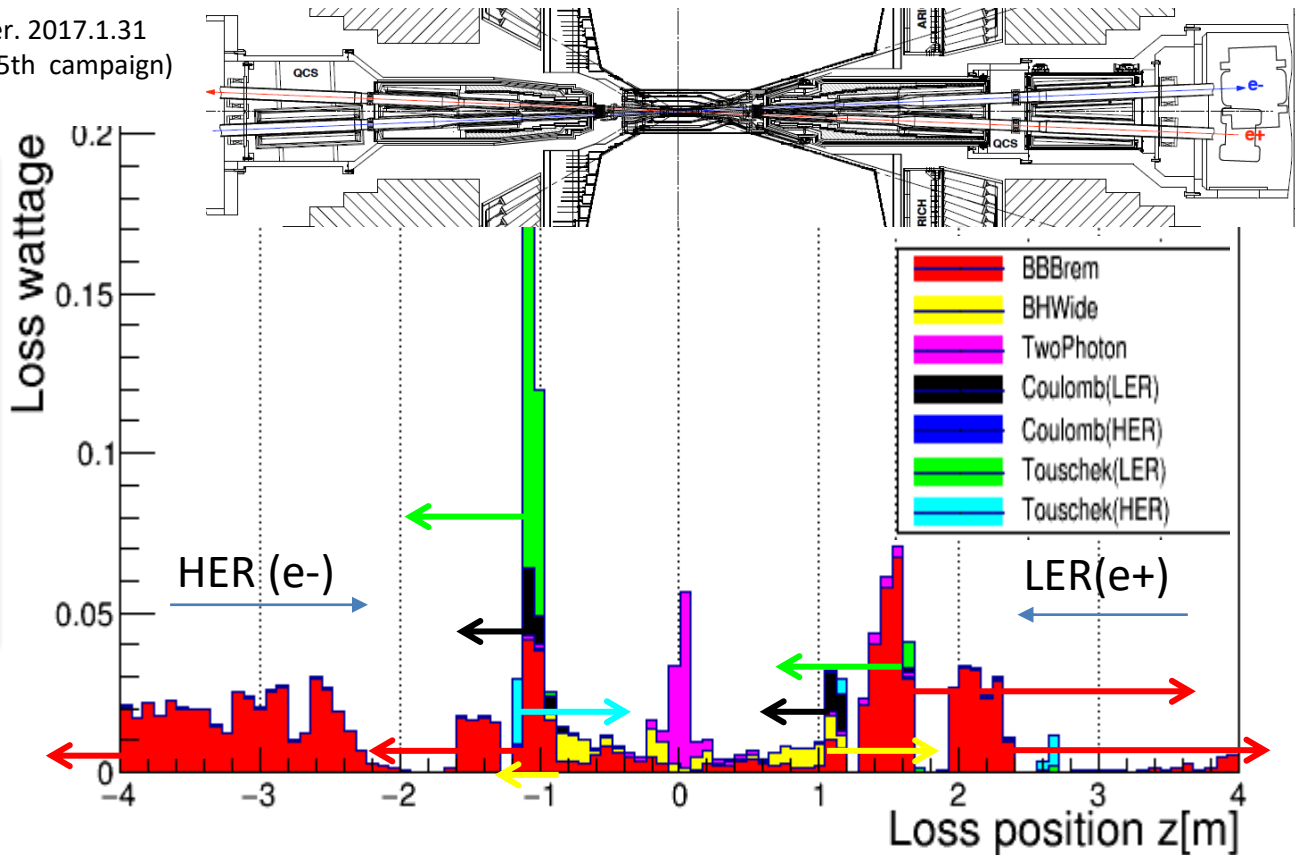 er. 2017.1.31
5th campaign)
QCS
ARI
e-
e+
QCS
RICH
Loss wattage
0.2
0.15
0.1
0.05
0
BBBrem
BHWide
TwoPhoton
Coulomb(LER)
Coulomb(HER)
Touschek(LER)
Touschek(HER)
HER (e-)
LER(e+)
−4 −3 −2 −1 0 1 2 3 4
Loss position z[m]